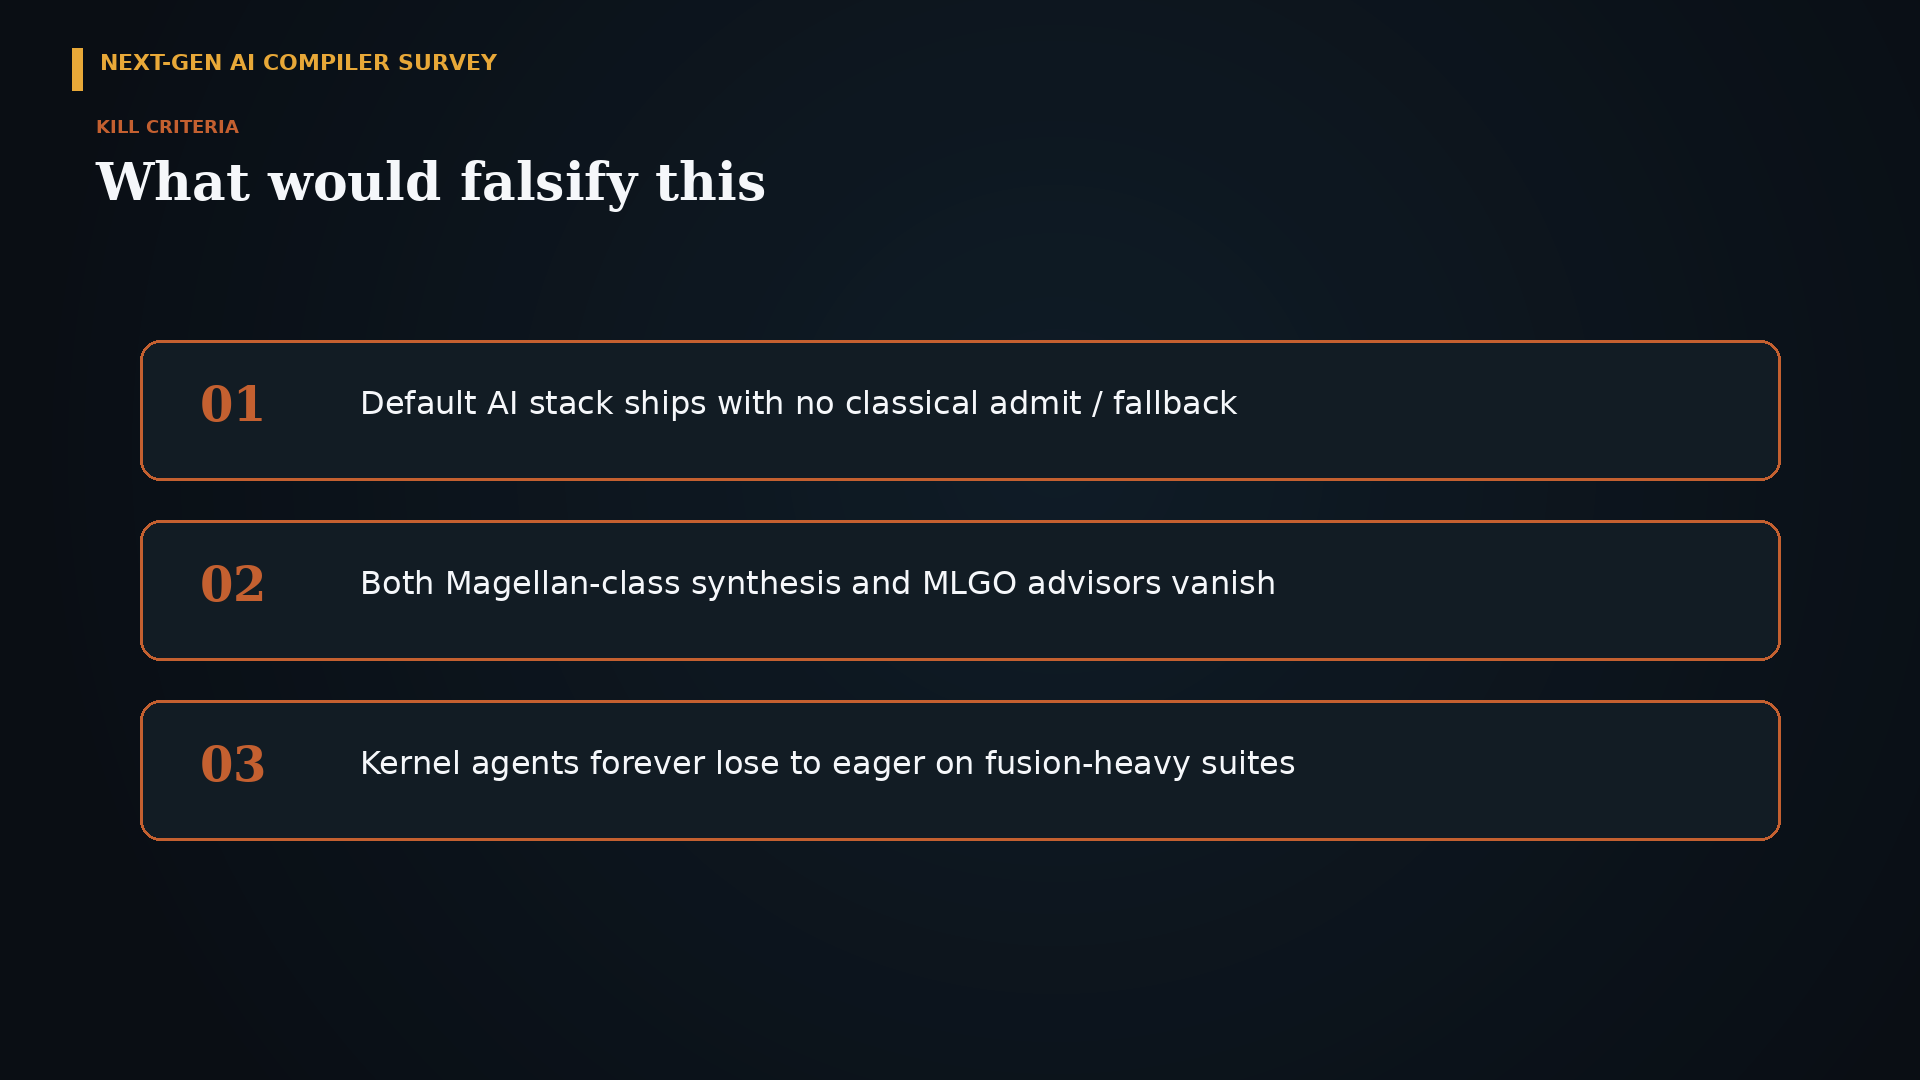 NEXT-GEN AI COMPILER SURVEY
KILL CRITERIA
What would falsify this
01 Default AI stack ships with no classical admit / fallback
02 Both Magellan-class synthesis and MLGO advisors vanish
03 Kernel agents forever lose to eager on fusion-heavy suites